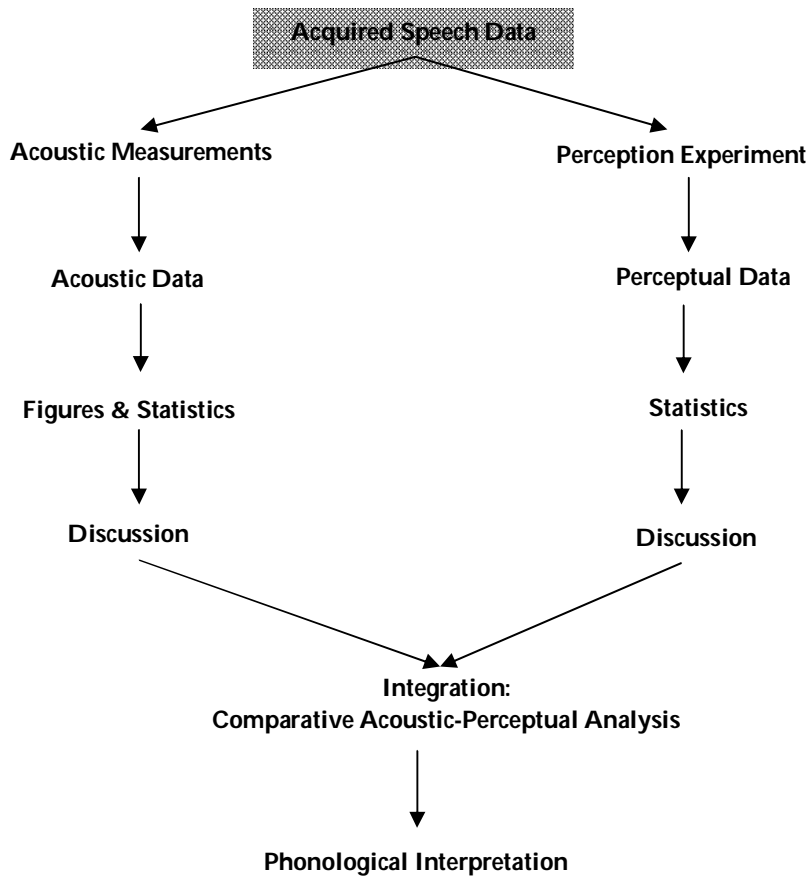 Acquired Speech Data
Acoustic Measurements
Perception Experiment
Acoustic Data
Perceptual Data
Figures & Statistics
Statistics
Discussion
Discussion
Integration:
Comparative Acoustic-Perceptual Analysis
Phonological Interpretation